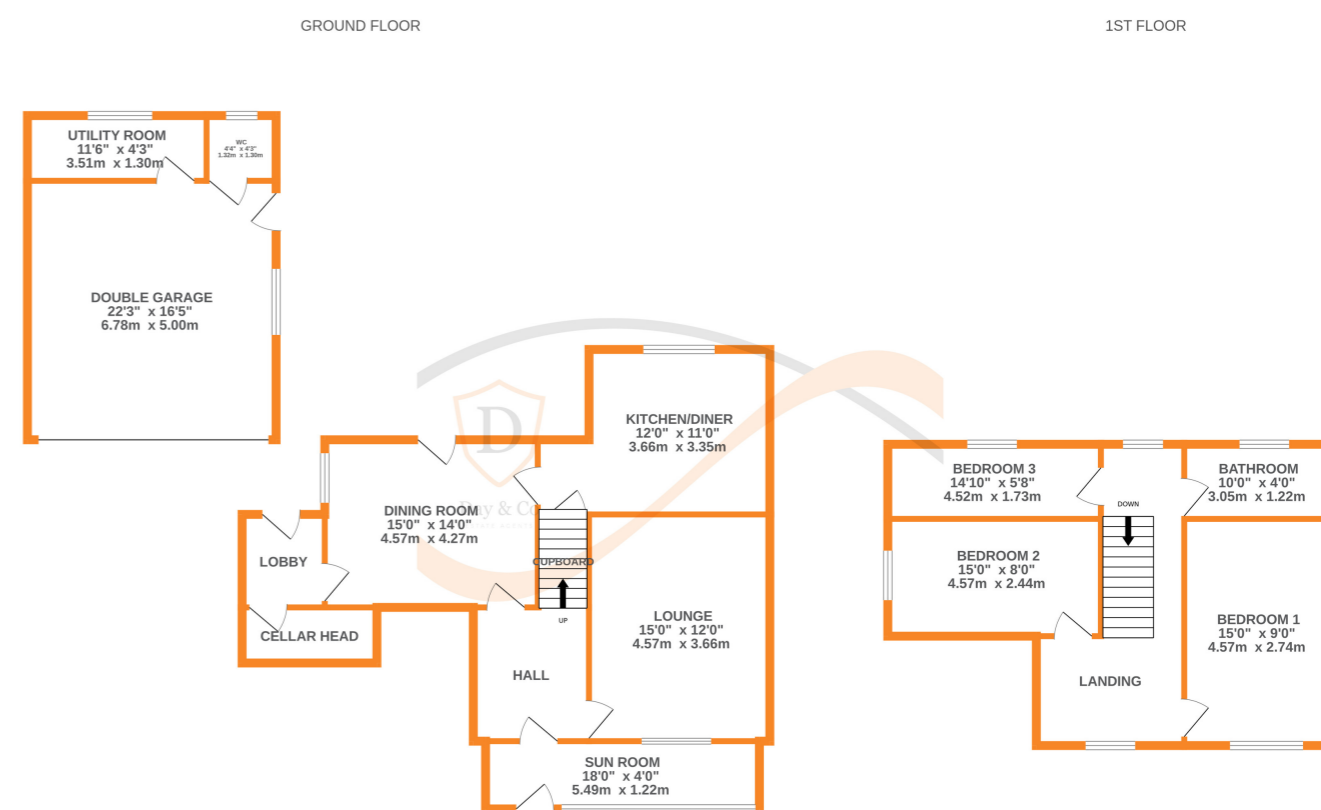 GROUND FLOOR
1ST FLOOR
UTILITY ROOM
11'6" x 4'3"
3.51m x 1.30m
WC
4'4" x 4'3"
1.32m x 1.30m
DOUBLE GARAGE
22'3" x 16'5"
6.78m x 5.00m
KITCHEN/DINER
12'0" x 11'0"
3.66m x 3.35m
D
Day & Co
DINING ROOM
15'0" x 14'0"
4.57m x 4.27m
LOBBY
CUPBOARD
UP
CELLAR HEAD
LOUNGE
15'0" x 12'0"
4.57m x 3.66m
HALL
SUN ROOM
18'0" x 4'0"
5.49m x 1.22m
BEDROOM 3
14'10" x 5'8"
4.52m x 1.73m
BATHROOM
10'0" x 4'0"
3.05m x 1.22m
DOWN
BEDROOM 2
15'0" x 8'0"
4.57m x 2.44m
BEDROOM 1
15'0" x 9'0"
4.57m x 2.74m
LANDING